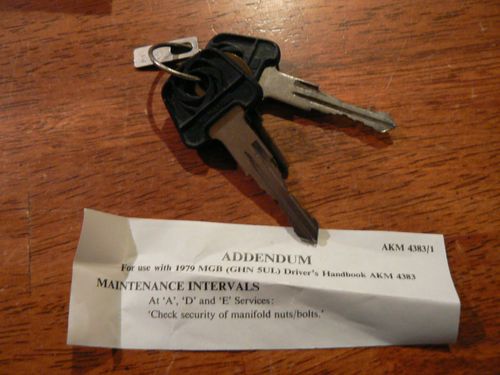 AKM 4383/1
ADDENDUM
For use with 1979 MGB (GHN 5UL) Driver's Handbook AKM 4383
MAINTENANCE INTERVALS
At 'A', 'D' and 'E' Services:
'Check security of manifold nuts/bolts.'